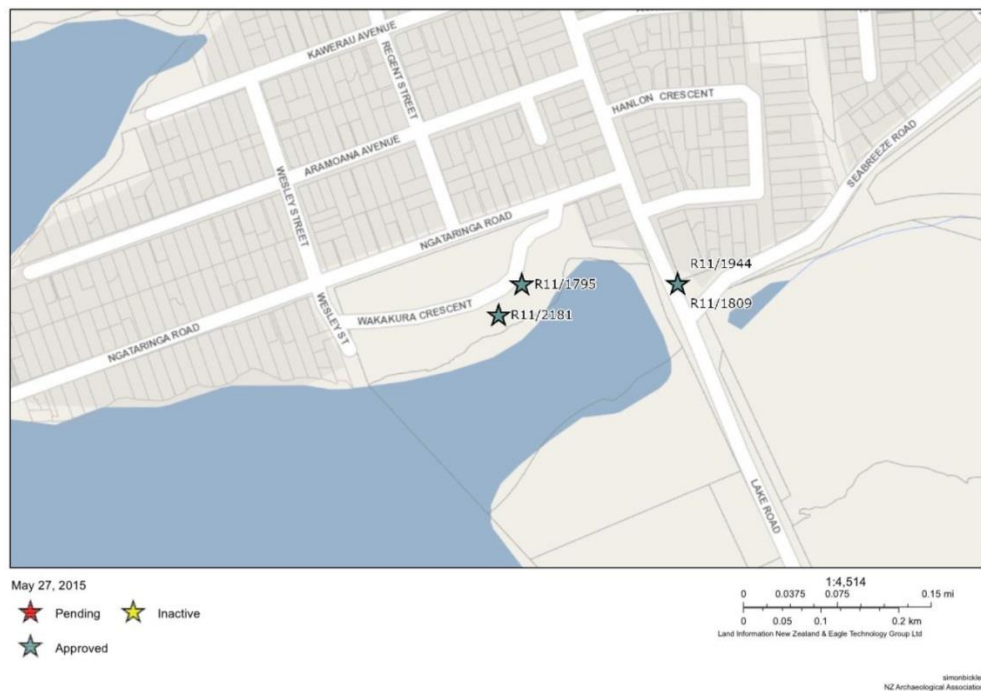 KAWERAU AVENUE
REGENT STREET
HANLON CRESCENT
ARAMOANA AVENUE
SEABREEZE ROAD
WESLEY STREET
NGATARINGA ROAD
R11/1944
R11/1795
R11/1809
WAKAKURA CRESCENT
R11/2181
WESLEY ST
NGATARINGA ROAD
LAKE ROAD
May 27, 2015
Pending
Inactive
Approved
1:4,514
0 0.0375 0.075 0.15 mi
0 0.05 0.1 0.2 km
Land Information New Zealand & Eagle Technology Group Ltd
simonbickle
NZ Archaeological Association